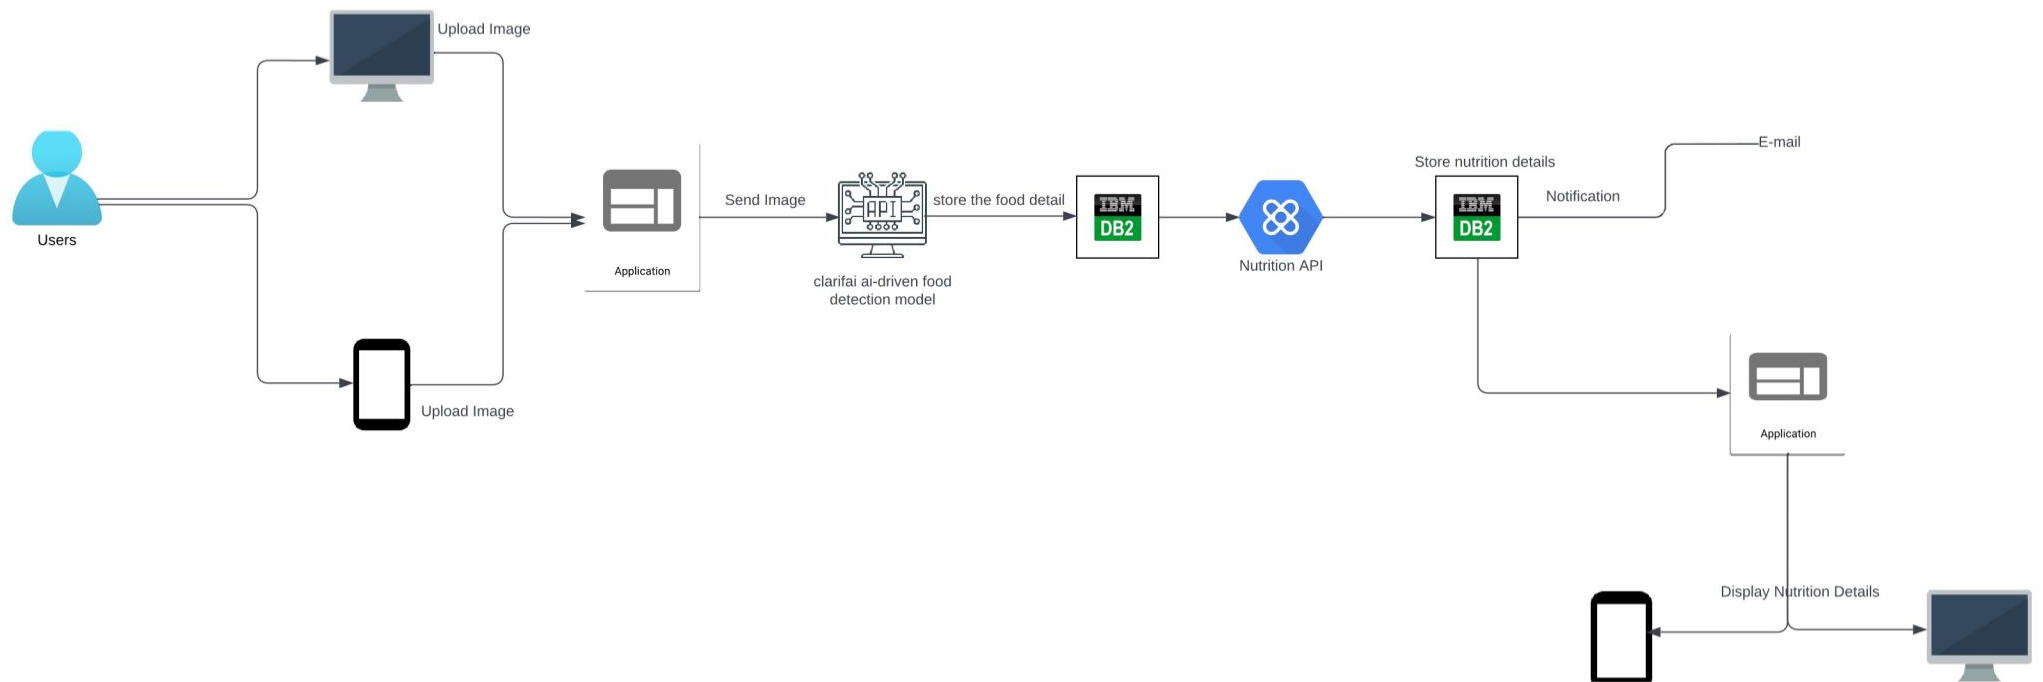 Upload Image
Users
Upload Image
Application
Send Image
API
clarifai ai-driven food
detection model
store the food detail
IBM
DB2
Nutrition API
Store nutrition details
IBM
DB2
Notification
E-mail
Application
Display Nutrition Details